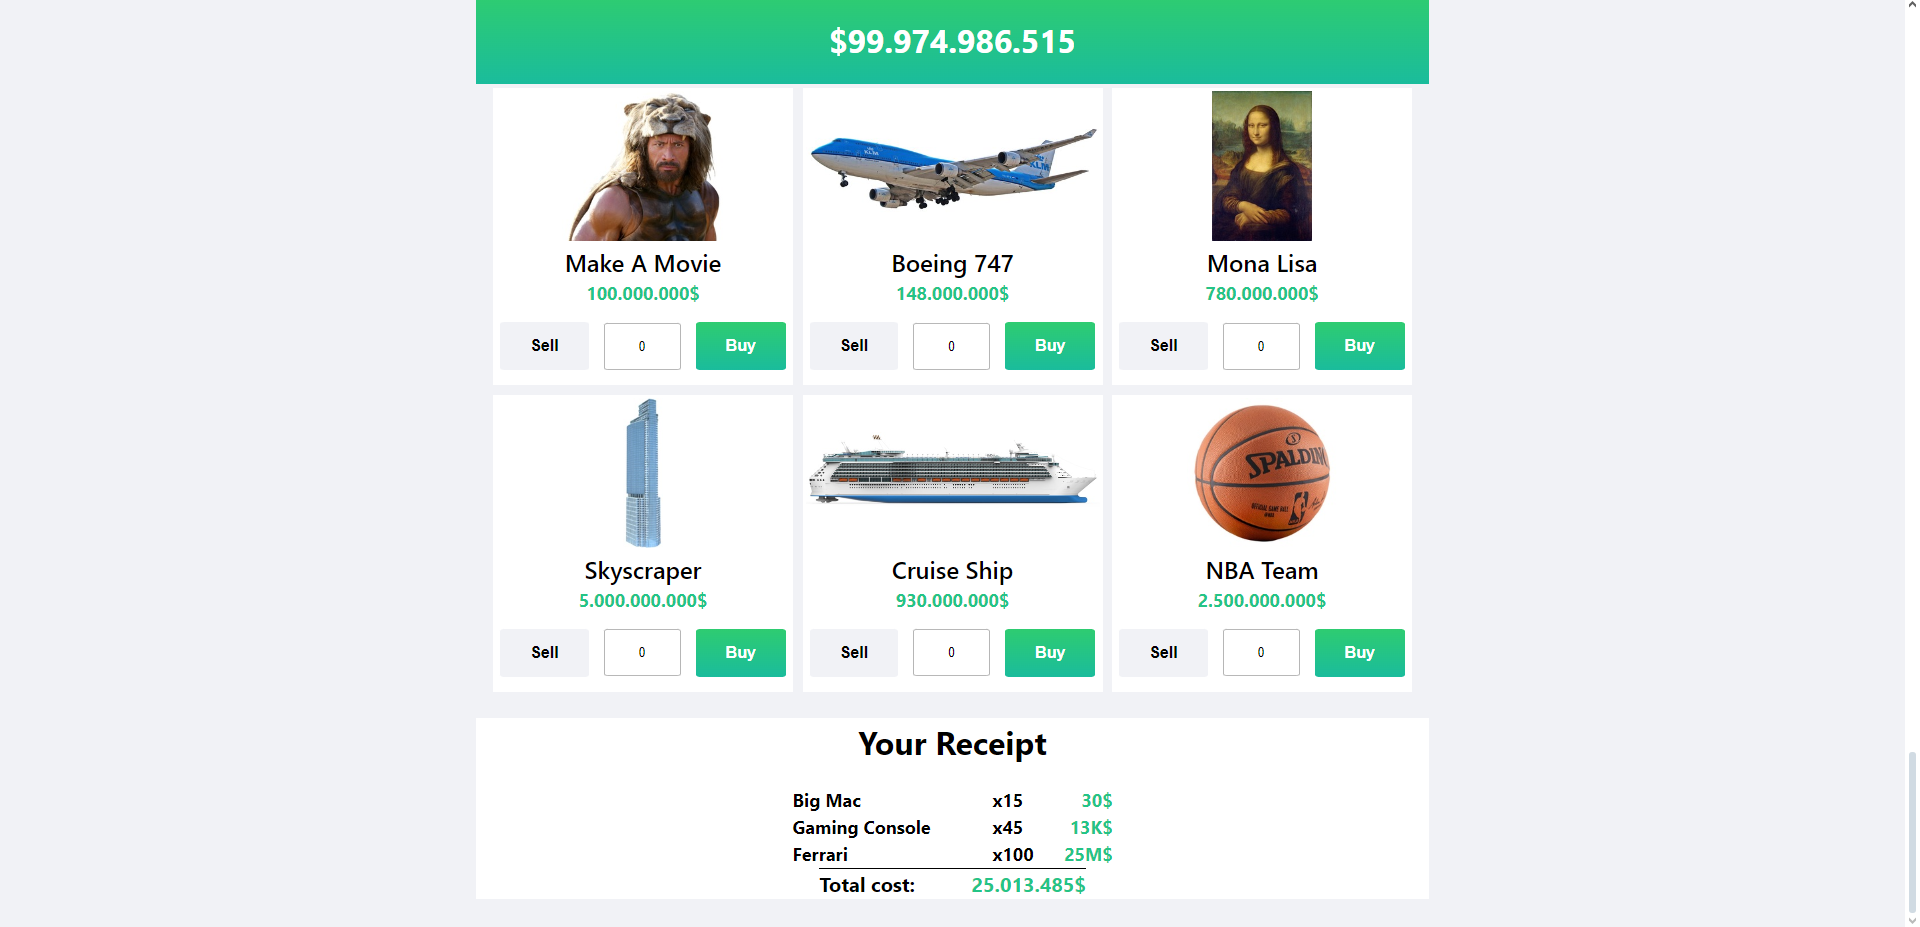 $99.974.986.515
KLM
KLM
Make A Movie
Boeing 747
Mona Lisa
100.000.000$
148.000.000$
780.000.000$
Sell
0
Buy
Sell
0
Buy
Sell
0
Buy
SPALDIN
Skyscraper
Cruise Ship
NBA Team
5.000.000.000$
930.000.000$
2.500.000.000$
Sell
0
Buy
Sell
0
Buy
Sell
0
Buy
Your Receipt
Big Mac x15 30$
Gaming Console x45 13K$
Ferrari x100 25M$
Total cost: 25.013.485$